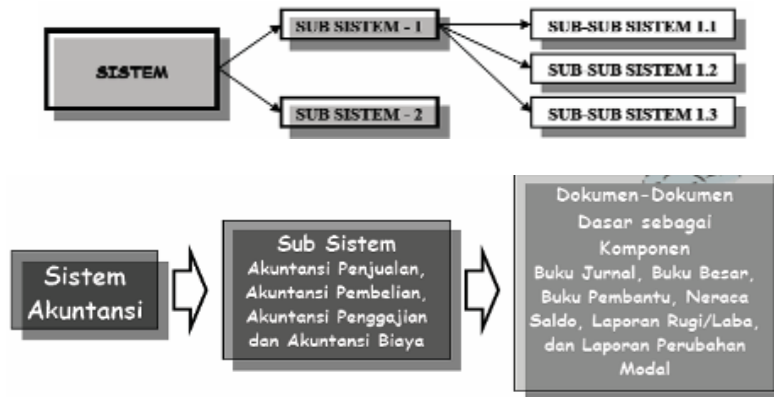 SISTEM
SUB SISTEM - 1
SUB SISTEM - 2
SUB-SUB SISTEM 1.1
SUB-SUB SISTEM 1.2
SUB-SUB SISTEM 1.3
Sistem
Akuntansi
Sub Sistem
Akuntansi Penjualan,
Akuntansi Pembelian,
Akuntansi Penggajian
dan Akuntansi Biaya
Dokumen-Dokumen
Dasar sebagai
Komponen
Buku Jurnal, Buku Besar,
Buku Pembantu, Neraca
Saldo, Laporan Rugi/Laba,
dan Laporan Perubahan
Modal